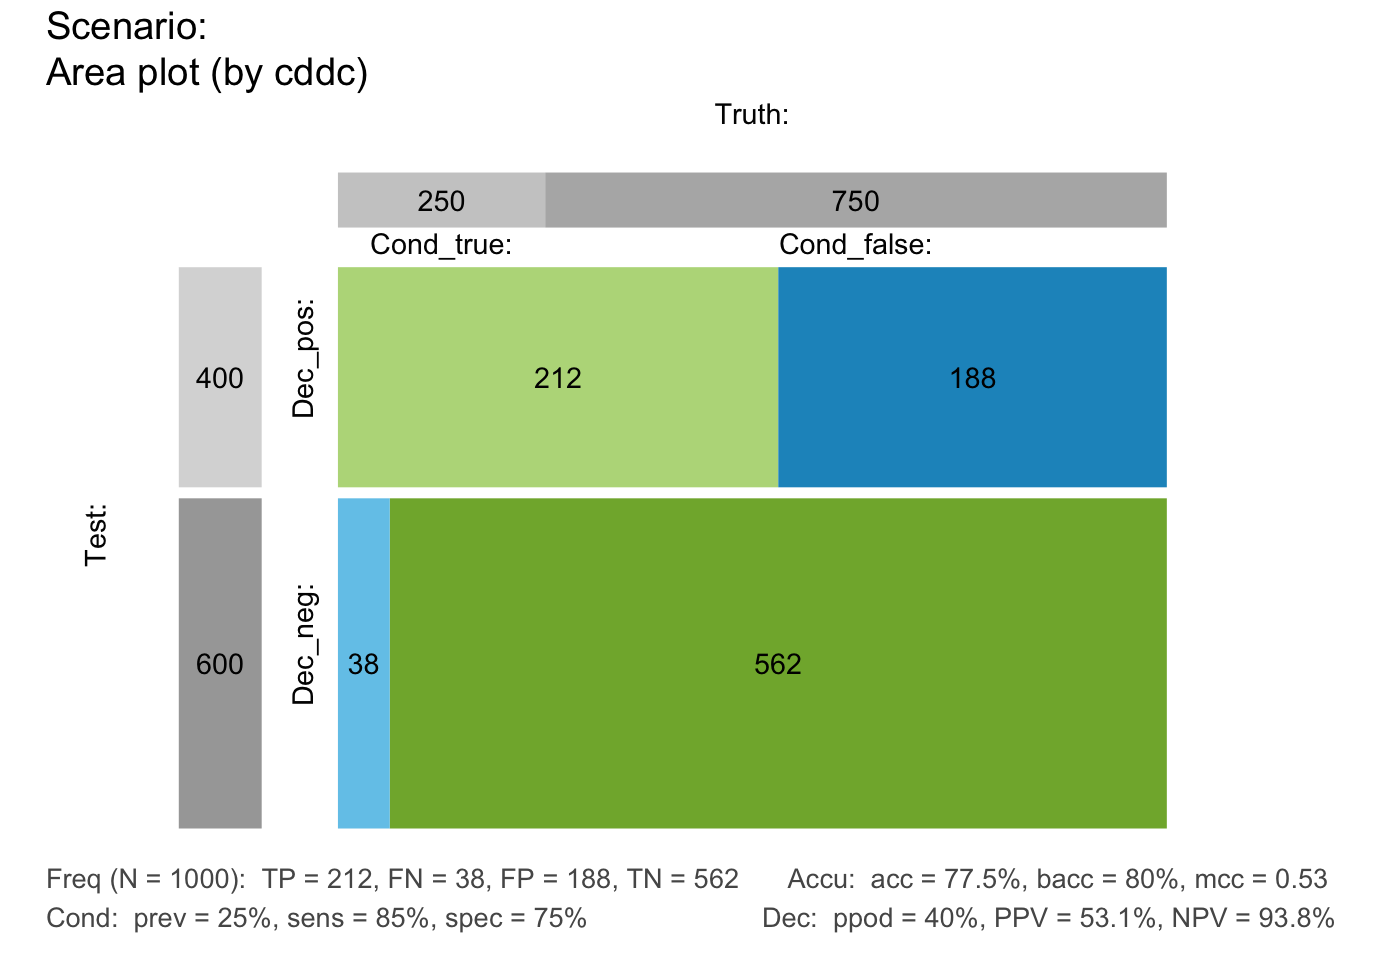 Scenario:
Area plot (by cddc)
Truth:
250 750
Cond_true: Cond_false:
400 Dec_pos: 212 188
Test:
600 Dec_neg: 38 562
Freq (N = 1000):  TP = 212, FN = 38, FP = 188, TN = 562 Accu:  acc = 77.5%, bacc = 80%, mcc = 0.53
Cond:  prev = 25%, sens = 85%, spec = 75% Dec:  ppod = 40%, PPV = 53.1%, NPV = 93.8%